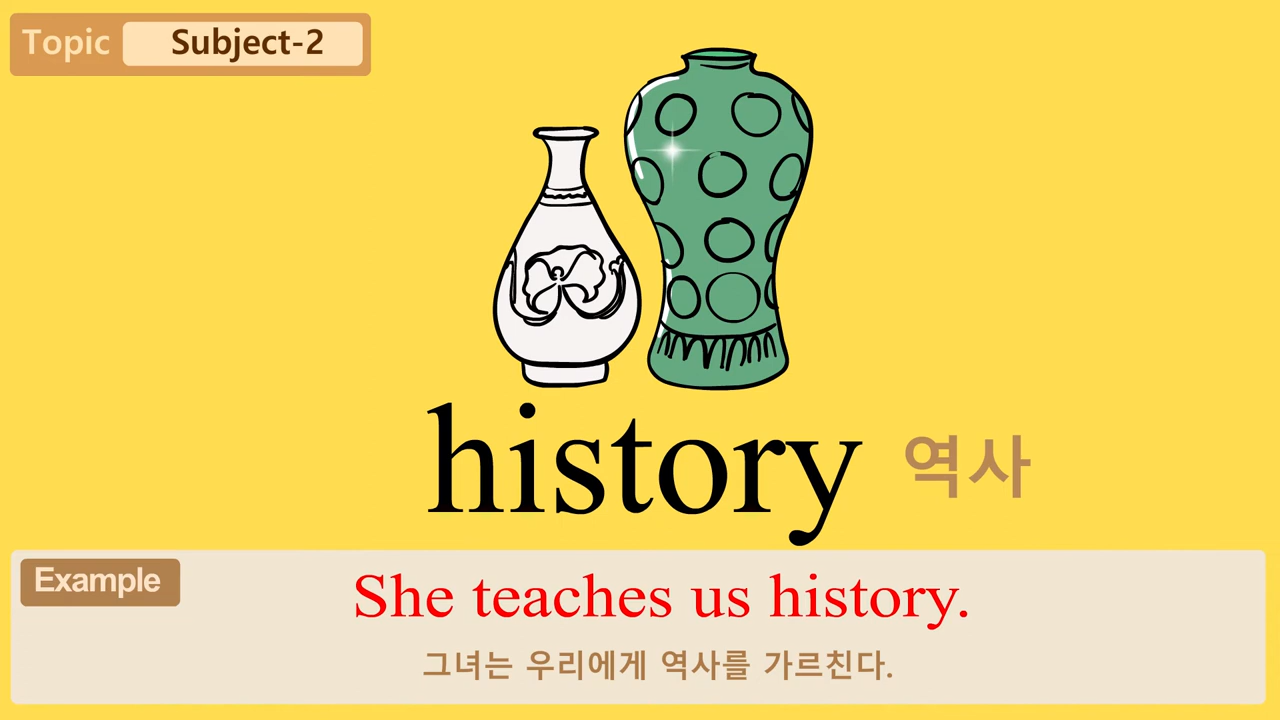 Topic Subject-2
history 역사
Example
She teaches us history.
그녀는 우리에게 역사를 가르친다.